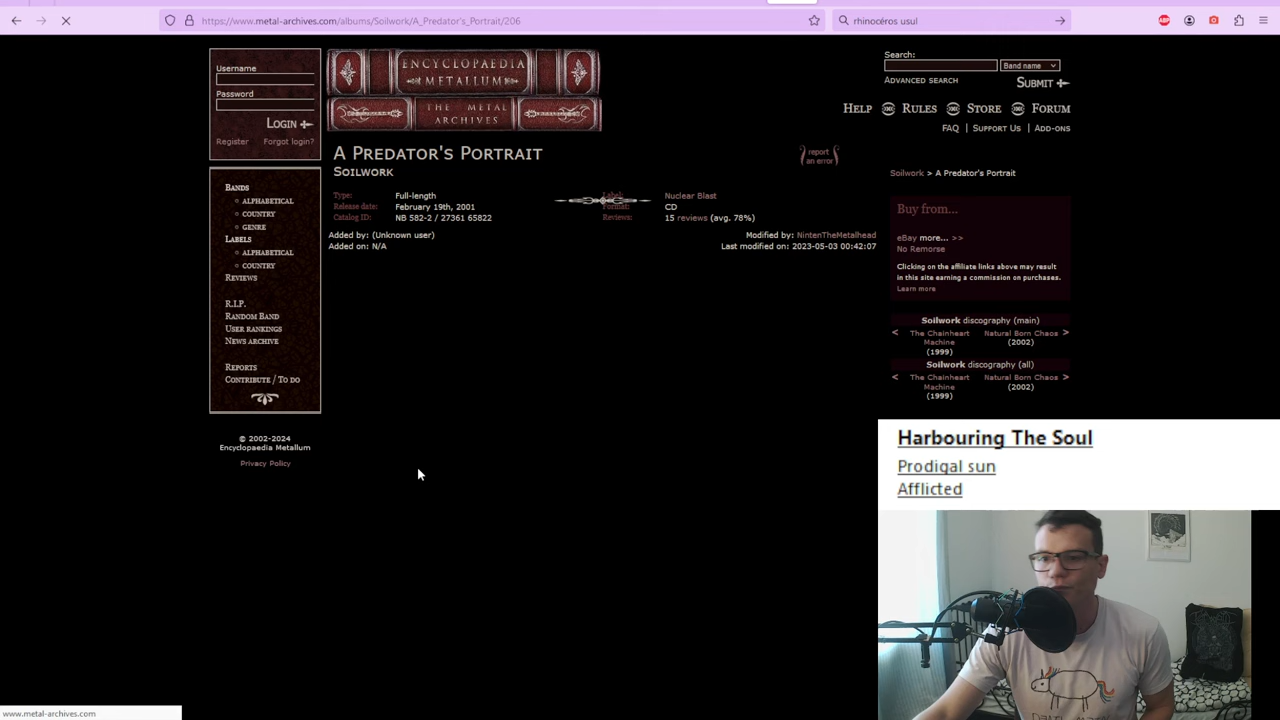 https://www.metal-archives.com/albums/Soilwork/A_Predator's_Portrait/206
rhinocéros usul
ABP
Username
Password
LOGIN
Register
Forgot login?
ENCYCLOPAEDIA
METALLUM
THE METAL
ARCHIVES
Search:
Band name
ADVANCED SEARCH
SUBMIT
HELP
RULES
STORE
FORUM
FAQ | SUPPORT US | ADD-ONS
A PREDATOR'S PORTRAIT
SOILWORK
report
an error
Type: Full-length
Release date: February 19th, 2001
Catalog ID: NB 582-2 / 27361 65822
Label: Nuclear Blast
Format: CD
Reviews: 15 reviews (avg. 78%)
Added by: (Unknown user)
Added on: N/A
Modified by: NintenTheMetalhead
Last modified on: 2023-05-03 00:42:07
BANDS
ALPHABETICAL
COUNTRY
GENRE
LABELS
ALPHABETICAL
COUNTRY
REVIEWS
R.I.P.
RANDOM BAND
USER RANKINGS
NEWS ARCHIVE
REPORTS
CONTRIBUTE / TO DO
© 2002-2024
Encyclopaedia Metallum
Privacy Policy
Soilwork > A Predator's Portrait
Buy from...
eBay more... >>
No Remorse
Clicking on the affiliate links above may result
in this site earning a commission on purchases.
Learn more
Soilwork discography (main)
< The Chainheart Machine (1999)
Natural Born Chaos (2002) >
Soilwork discography (all)
< The Chainheart Machine (1999)
Natural Born Chaos (2002) >
Harbouring The Soul
Prodigal sun
Afflicted
www.metal-archives.com